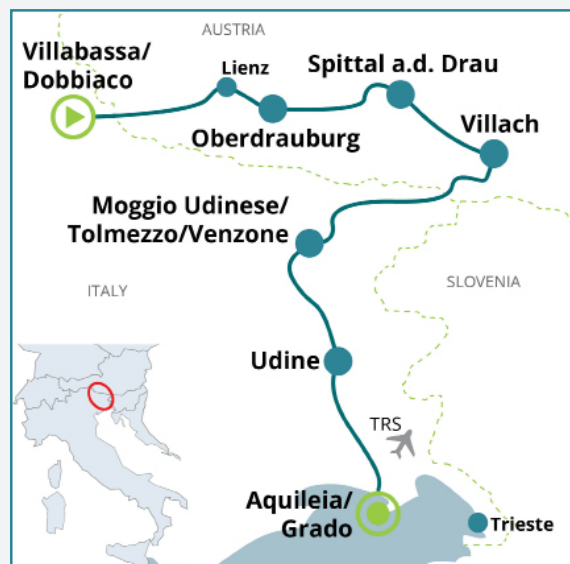 AUSTRIA
Villabassa/
Dobbiaco
Lienz
Spittal a.d. Drau
Oberdrauburg
Villach
Moggio Udinese/
Tolmezzo/Venzone
SLOVENIA
ITALY
Udine
TRS
Aquileia/
Grado
Trieste